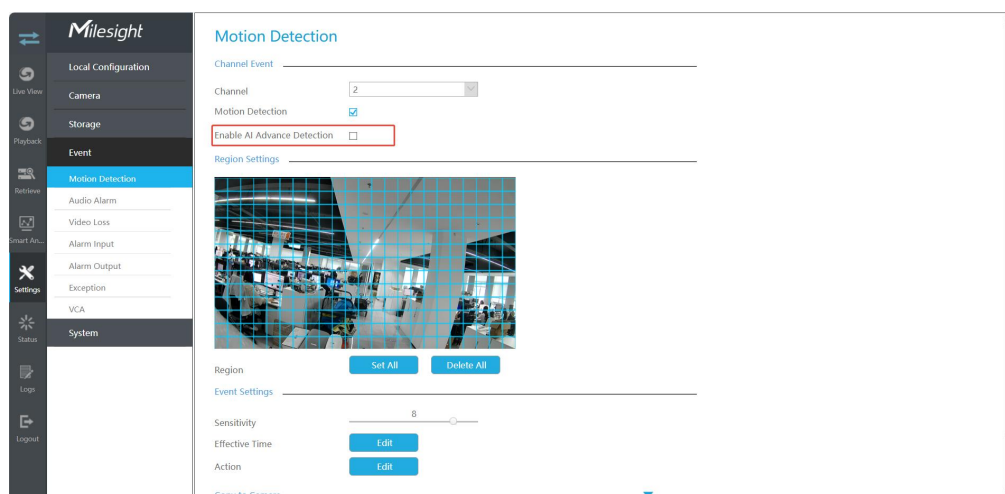 Milesight
Live View
Playback
Retrieve
Smart An...
Settings
Status
Logs
Logout
Local Configuration
Camera
Storage
Event
Motion Detection
Audio Alarm
Video Loss
Alarm Input
Alarm Output
Exception
VCA
System
Motion Detection
Channel Event
Channel 2
Motion Detection
Enable AI Advance Detection
Region Settings
Region Set All Delete All
Event Settings
Sensitivity 8
Effective Time Edit
Action Edit
Copy to Camera